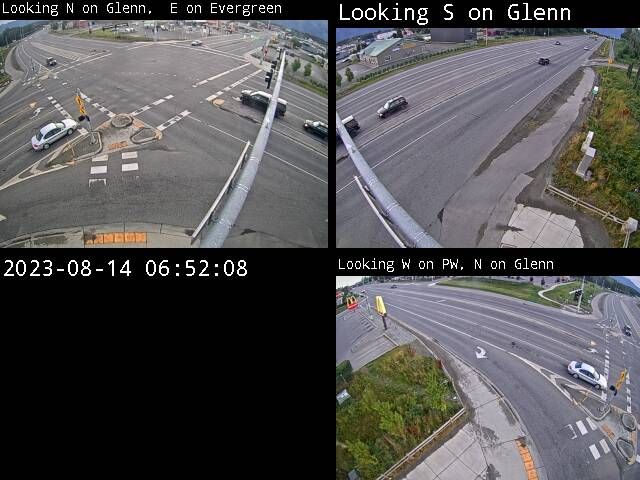 Looking N on Glenn,  E on Evergreen
Looking S on Glenn
2023-08-14 06:52:08
Looking W on PW, N on Glenn